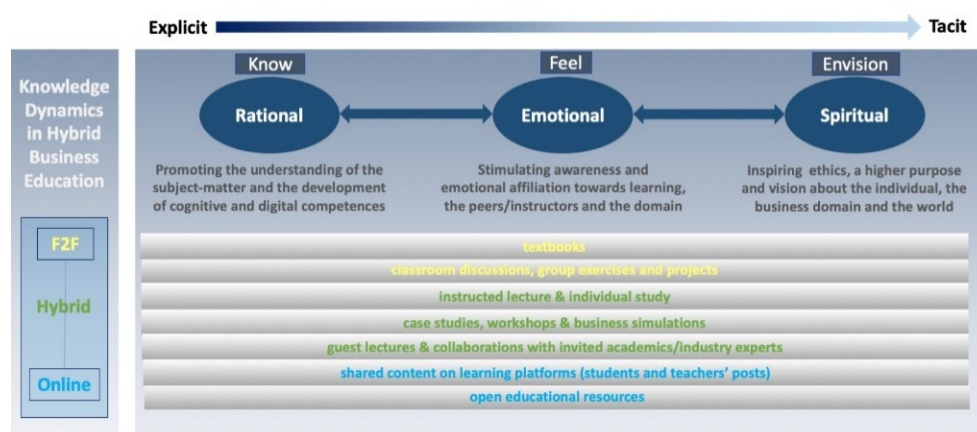 Explicit
Tacit
Knowledge
Dynamics
in Hybrid
Business
Education
Know
Feel
Envision
Rational
Emotional
Spiritual
Promoting the understanding of the
subject-matter and the development
of cognitive and digital competences
Stimulating awareness and
emotional affiliation towards learning,
the peers/instructors and the domain
Inspiring ethics, a higher purpose
and vision about the individual, the
business domain and the world
F2F
Hybrid
Online
textbooks
classroom discussions, group exercises and projects
instructed lecture & individual study
case studies, workshops & business simulations
guest lectures & collaborations with invited academics/industry experts
shared content on learning platforms (students and teachers' posts)
open educational resources